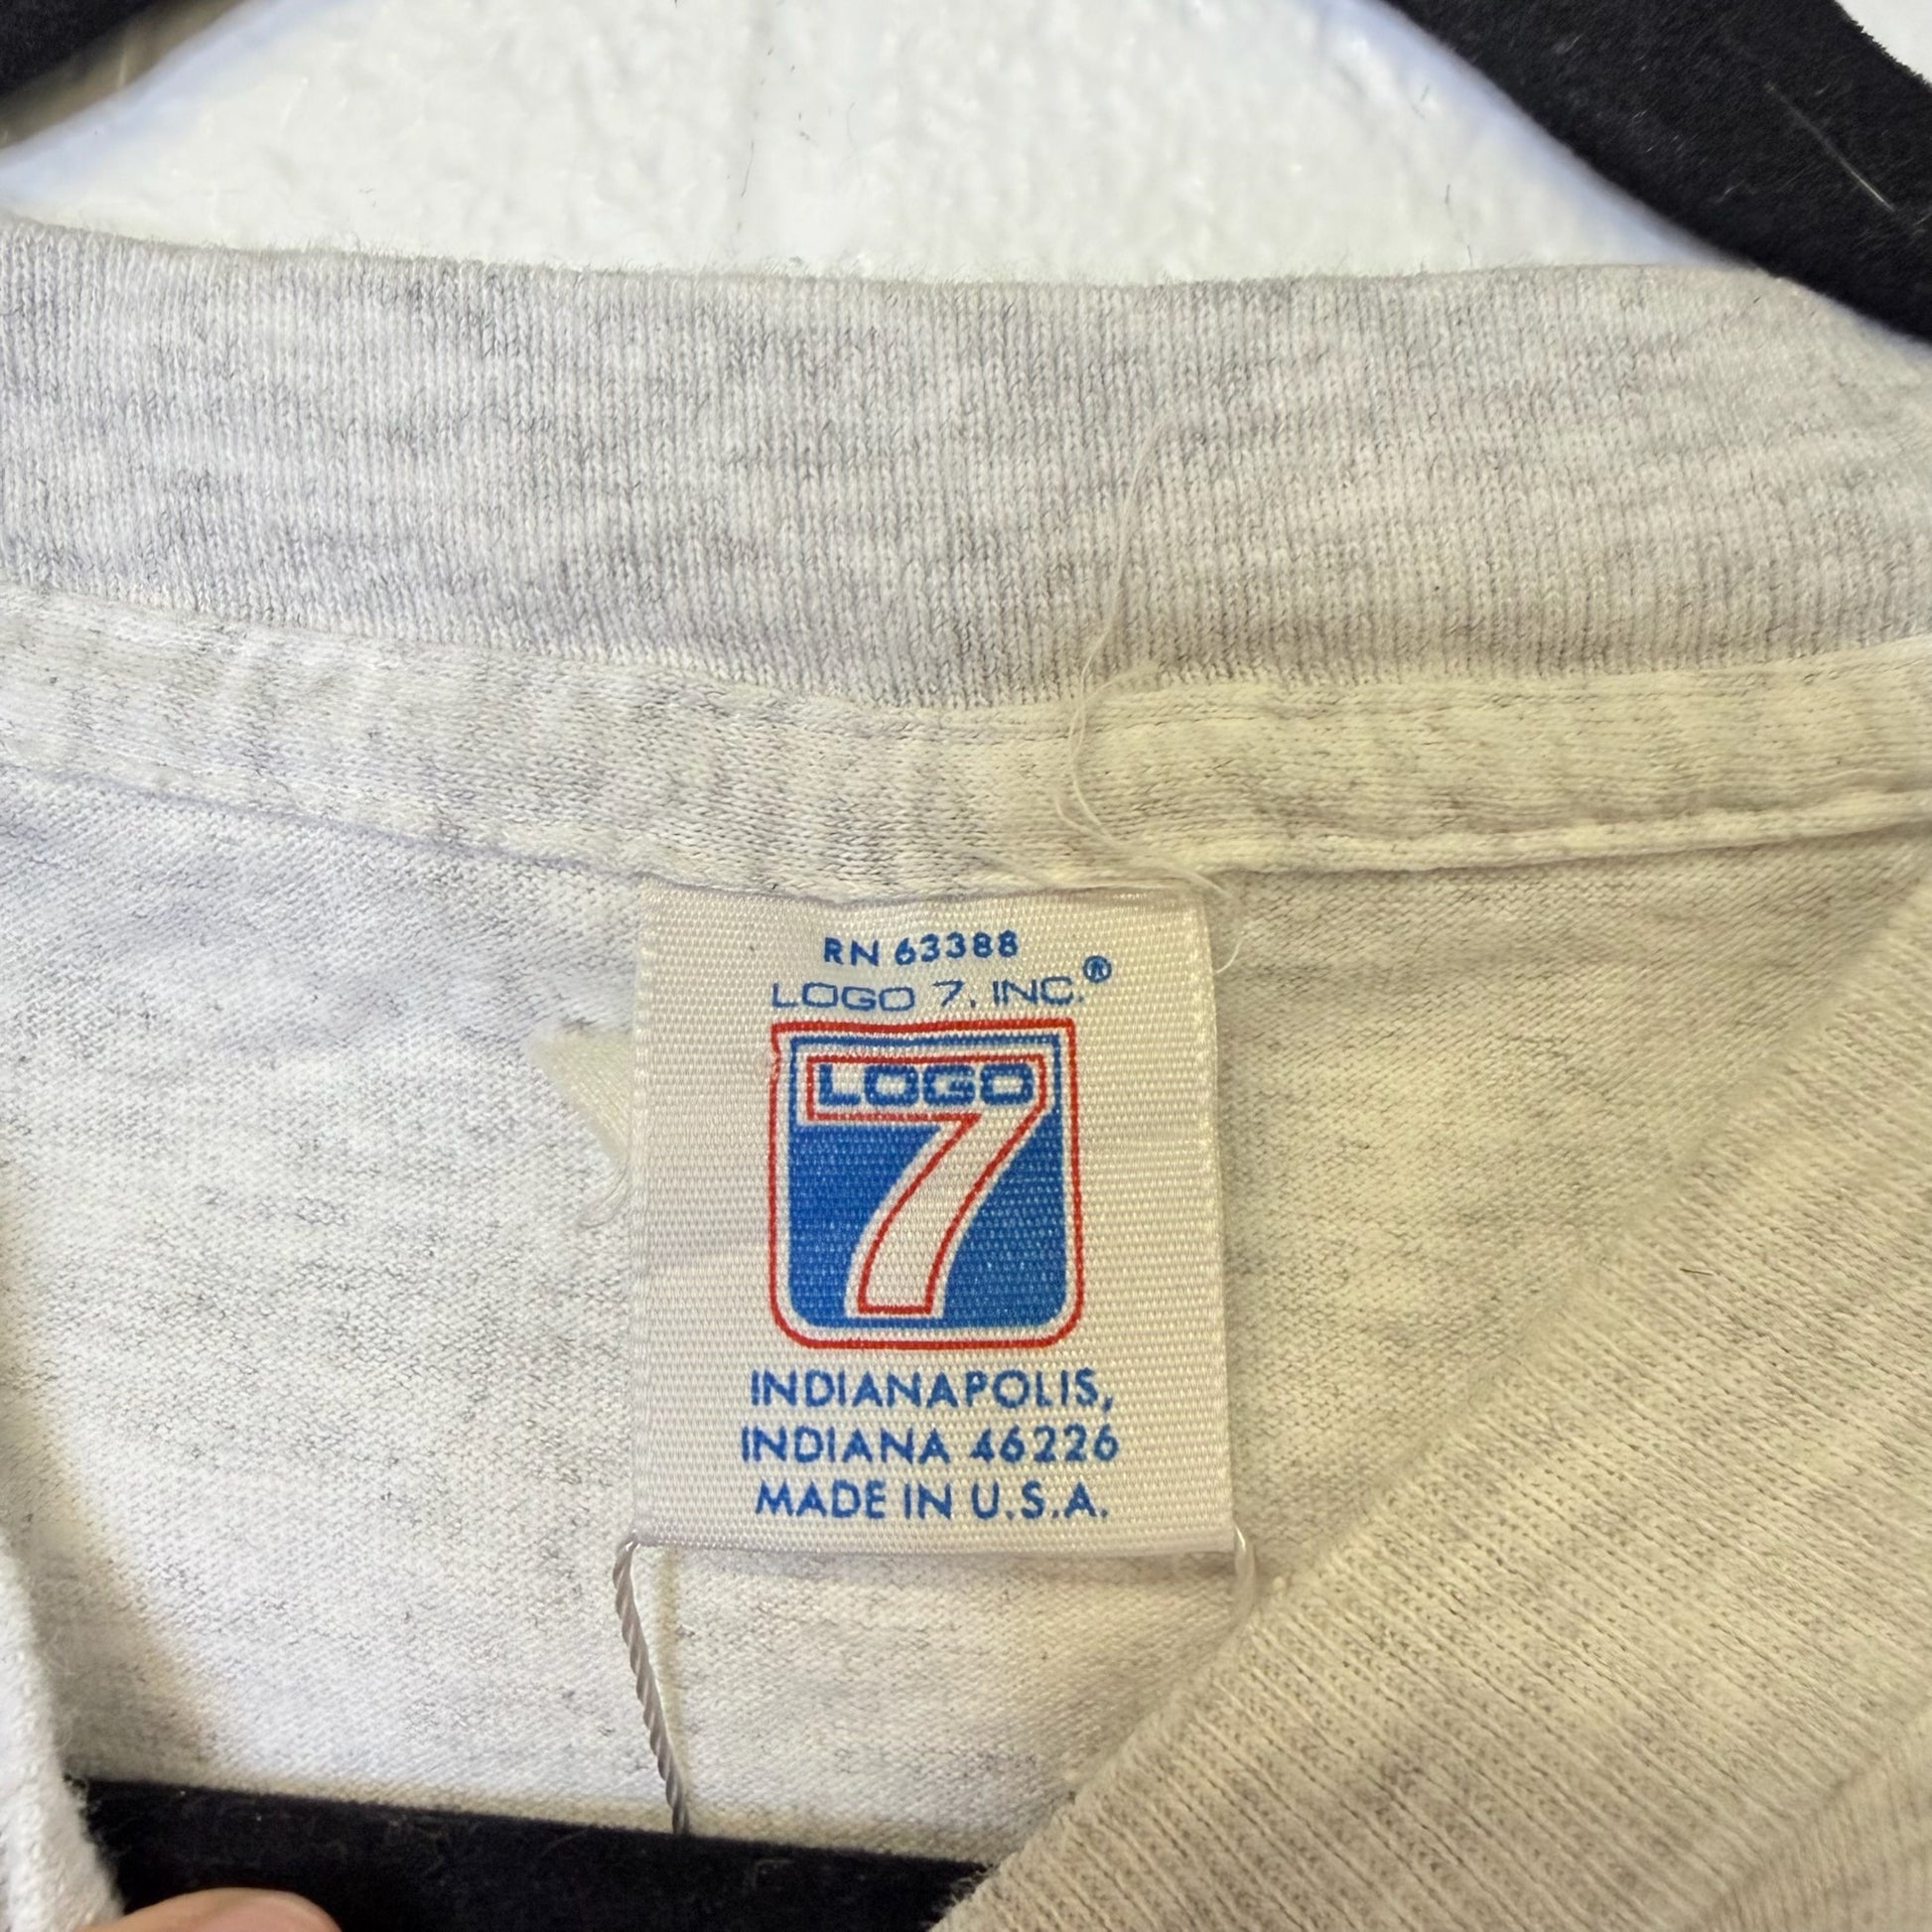 RN 63388
LOGO 7, INC.®
LOGO
7
INDIANAPOLIS,
INDIANA 46226
MADE IN U.S.A.